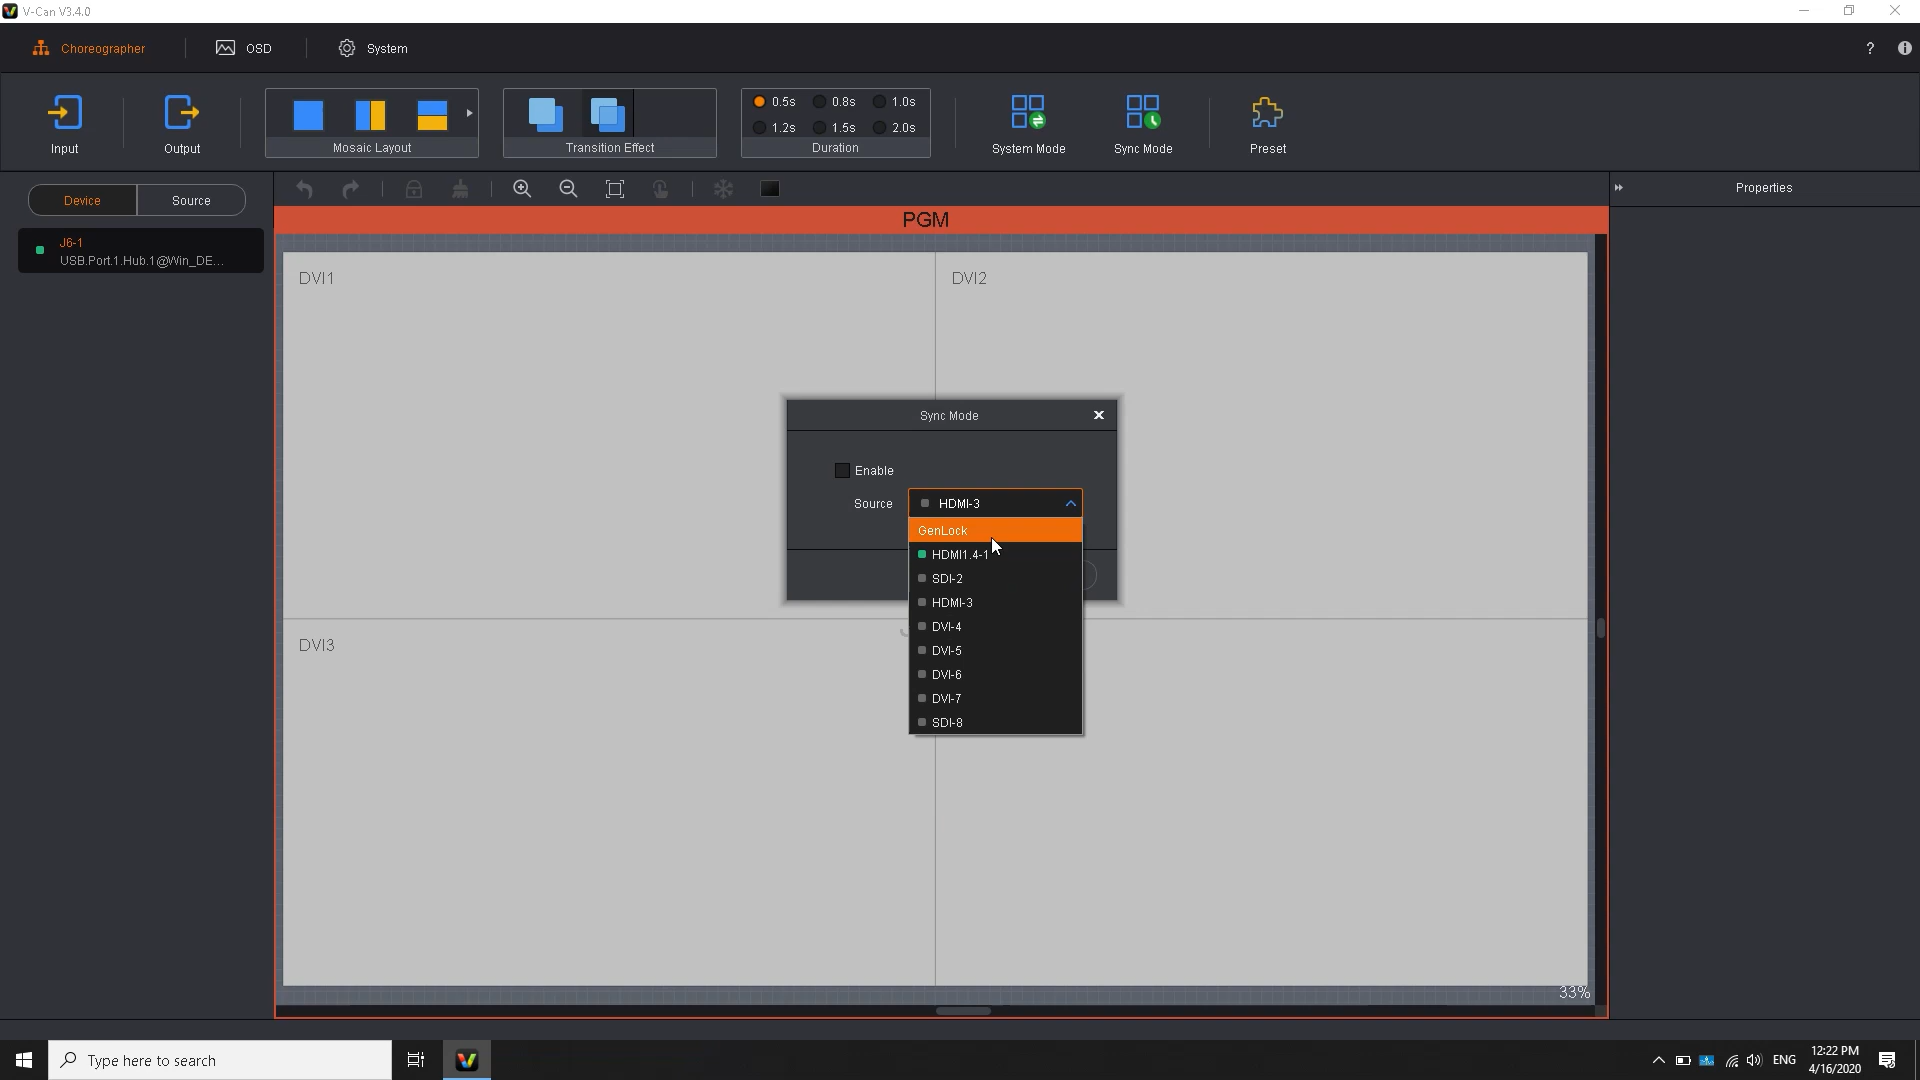 V-Can V3.4.0
Choreographer
OSD
System
?
Input
Output
Mosaic Layout
Transition Effect
0.5s 0.8s 1.0s
1.2s 1.5s 2.0s
Duration
System Mode
Sync Mode
Preset
Device
Source
J6-1
USB.Port.1.Hub.1@Win_DE...
PGM
Properties
DVI1
DVI2
DVI3
Sync Mode
Enable
Source
HDMI-3
GenLock
HDMI1.4-1
SDI-2
HDMI-3
DVI-4
DVI-5
DVI-6
DVI-7
SDI-8
33%
Type here to search
ENG
12:22 PM
4/16/2020